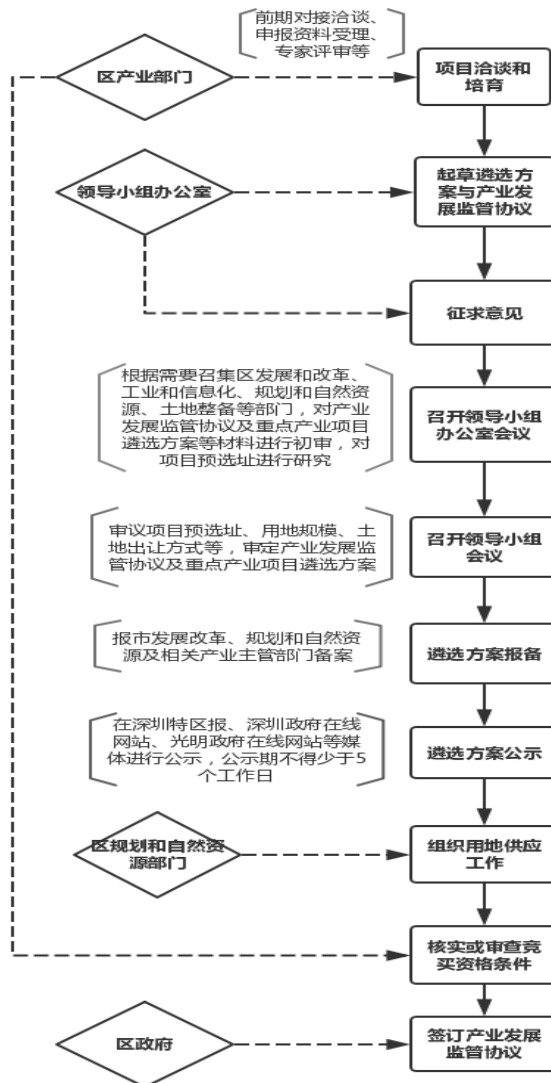 前期对接洽谈、
申报资料受理、
专家评审等
区产业部门
项目洽谈和
培育
领导小组办公室
起草遴选方
案与产业发
展监管协议
征求意见
根据需要召集区发展和改革、
工业和信息化、规划和自然资
源、土地整备等部门，对产业
发展监管协议及重点产业项目
遴选方案等材料进行初审，对
项目预选址进行研究
召开领导小组
办公室会议
审议项目预选址、用地规模、土
地出让方式等，审定产业发展监
管协议及重点产业项目遴选方案
召开领导小组
会议
报市发展改革、规划和自然资
源及相关产业主管部门备案
遴选方案报备
在深圳特区报、深圳政府在线
网站、光明政府在线网站等媒
体进行公示，公示期不得少于5
个工作日
遴选方案公示
区规划和自然资
源部门
组织用地供应
工作
核实或审查竞
买资格条件
区政府
签订产业发展
监管协议